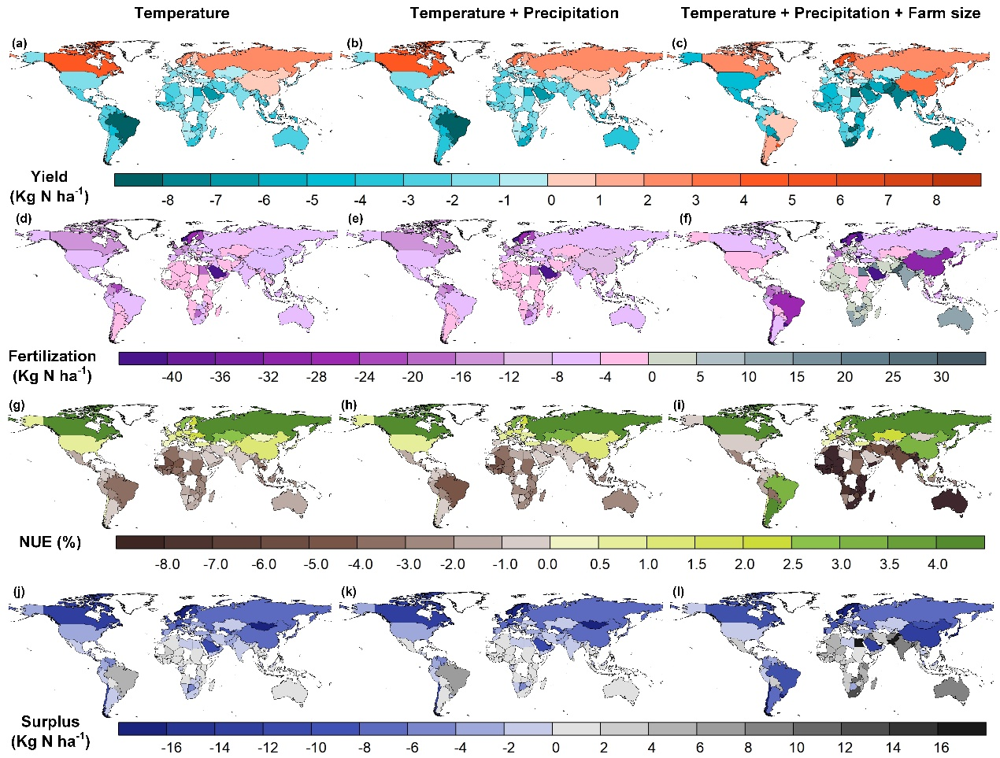 Temperature
Temperature + Precipitation
Temperature + Precipitation + Farm size
(a)
(b)
(c)
Yield
(Kg N ha-1)
-8 -7 -6 -5 -4 -3 -2 -1 0 1 2 3 4 5 6 7 8
(d)
(e)
(f)
Fertilization
(Kg N ha-1)
-40 -36 -32 -28 -24 -20 -16 -12 -8 -4 0 5 10 15 20 25 30
(g)
(h)
(i)
NUE (%)
-8.0 -7.0 -6.0 -5.0 -4.0 -3.0 -2.0 -1.0 0.0 0.5 1.0 1.5 2.0 2.5 3.0 3.5 4.0
(j)
(k)
(l)
Surplus
(Kg N ha-1)
-16 -14 -12 -10 -8 -6 -4 -2 0 2 4 6 8 10 12 14 16